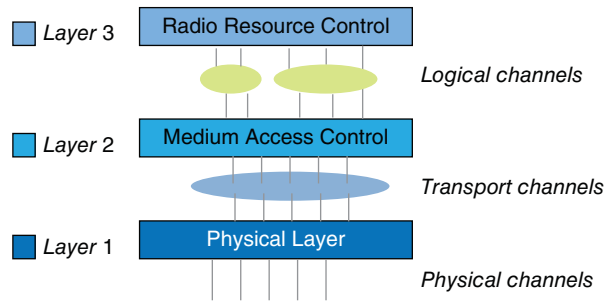 Layer 3
Radio Resource Control
Logical channels
Layer 2
Medium Access Control
Transport channels
Layer 1
Physical Layer
Physical channels